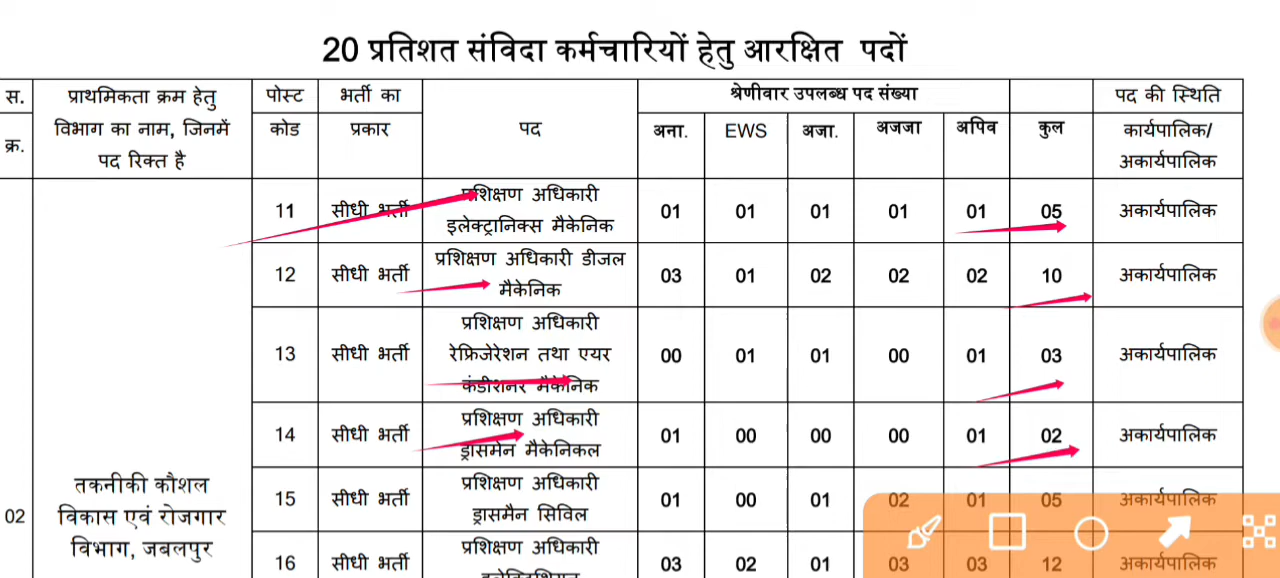 20 प्रतिशत संविदा कर्मचारियों हेतु आरक्षित पदों
स. क्र. प्राथमिकता क्रम हेतु विभाग का नाम, जिनमें पद रिक्त है पोस्ट कोड भर्ती का प्रकार पद श्रेणीवार उपलब्ध पद संख्या पद की स्थिति
अना. EWS अजा. अजजा अपिव कुल कार्यपालिक/ अकार्यपालिक
11 सीधी भर्ती प्रशिक्षण अधिकारी इलेक्ट्रानिक्स मैकेनिक 01 01 01 01 01 05 अकार्यपालिक
12 सीधी भर्ती प्रशिक्षण अधिकारी डीजल मैकेनिक 03 01 02 02 02 10 अकार्यपालिक
13 सीधी भर्ती प्रशिक्षण अधिकारी रेफ्रिजेरेशन तथा एयर कंडीशनर मैकेनिक 00 01 01 00 01 03 अकार्यपालिक
14 सीधी भर्ती प्रशिक्षण अधिकारी ड्रासमेन मैकेनिकल 01 00 00 00 01 02 अकार्यपालिक
02 तकनीकी कौशल विकास एवं रोजगार विभाग, जबलपुर
15 सीधी भर्ती प्रशिक्षण अधिकारी ड्रासमैन सिविल 01 00 01 02 01 05 अकार्यपालिक
16 सीधी भर्ती प्रशिक्षण अधिकारी 03 02 01 03 03 12 अकार्यपालिक